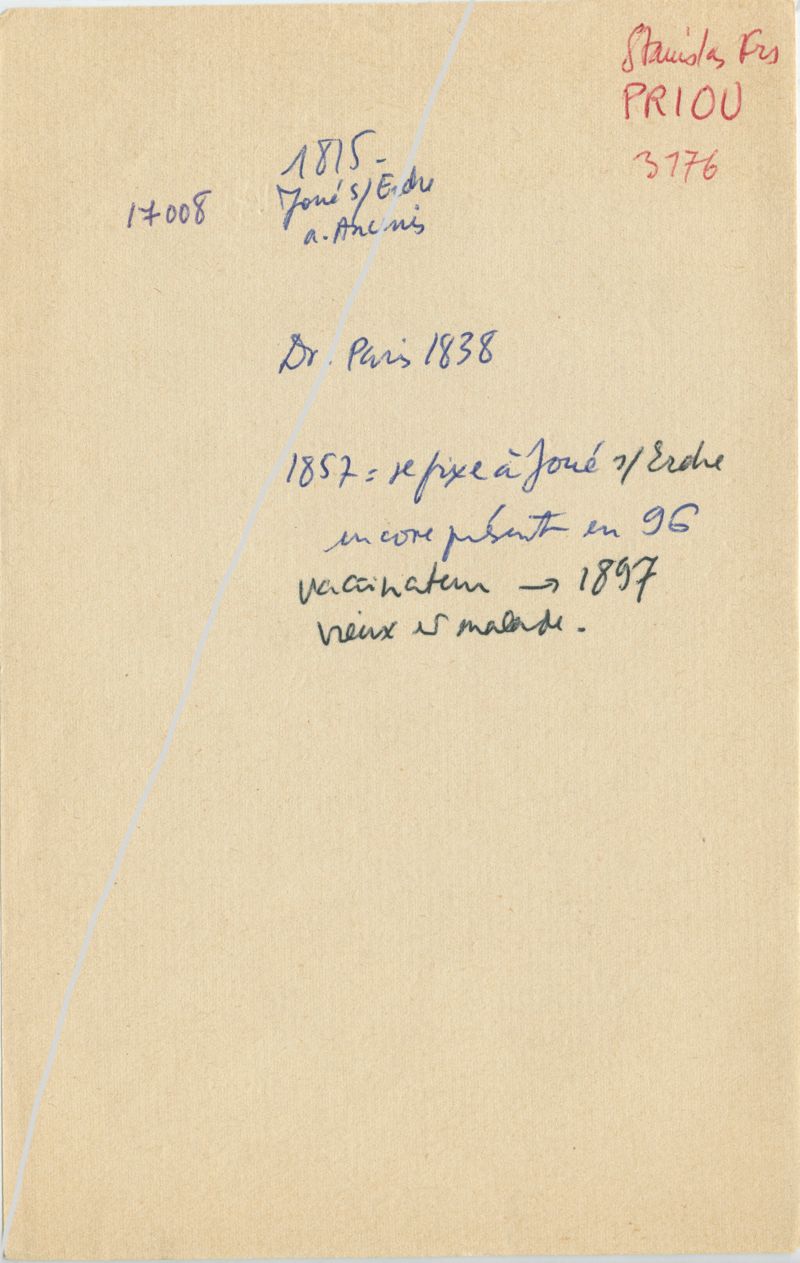 Stanislas Frs
PRIOU
3176
1815-
17008
Joué s/Erdre
a. Ancenis
Dr. Paris 1838
1857 = se fixe à Joué s/Erdre
encore présent en 96
vaccinateur → 1897
vieux et malade.